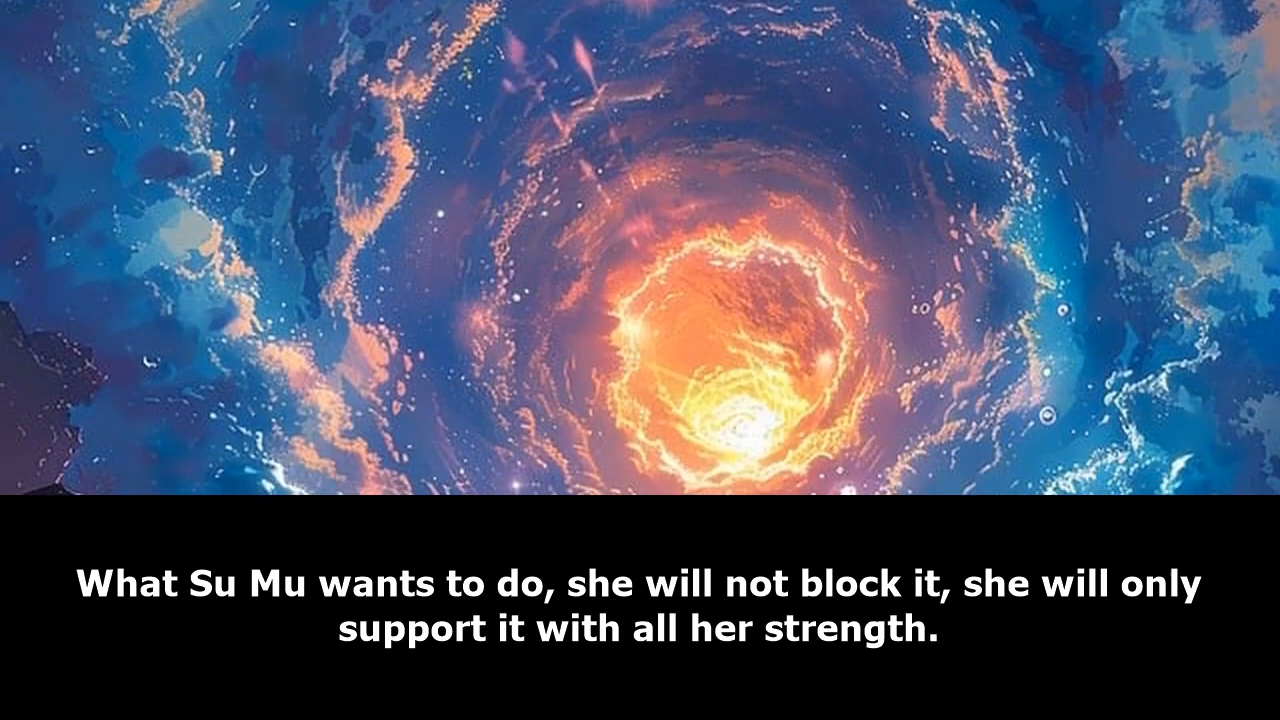 What Su Mu wants to do, she will not block it, she will only
support it with all her strength.